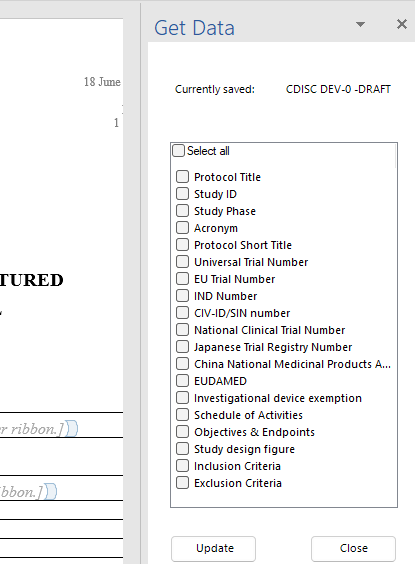 Get Data
18 June
Currently saved: CDISC DEV-0 -DRAFT
1
Select all
Protocol Title
Study ID
Study Phase
Acronym
Protocol Short Title
Universal Trial Number
EU Trial Number
IND Number
CIV-ID/SIN number
National Clinical Trial Number
Japanese Trial Registry Number
China National Medicinal Products A...
EUDAMED
Investigational device exemption
Schedule of Activities
Objectives & Endpoints
Study design figure
Inclusion Criteria
Exclusion Criteria
TURED
r ribbon.]
ibbon.]
Update Close